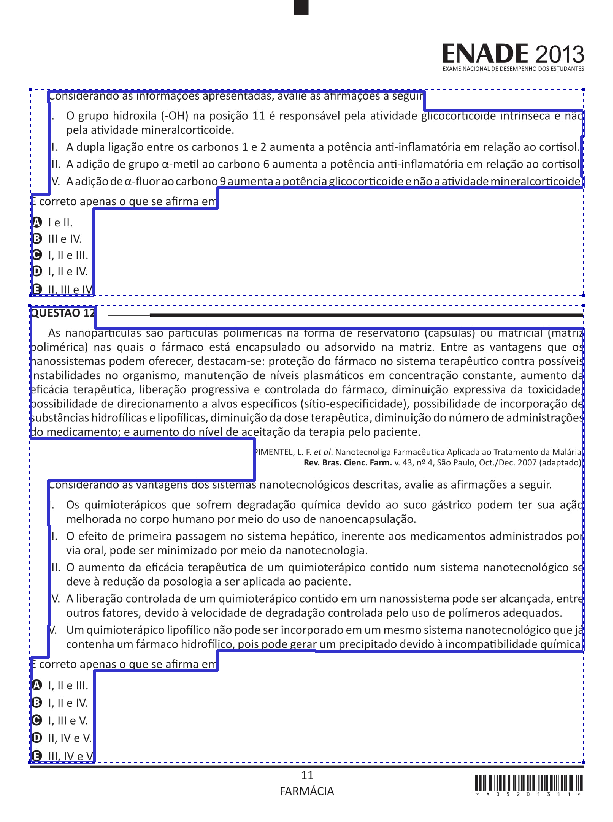 ENADE 2013
EXAME NACIONAL DE DESEMPENHO DOS ESTUDANTES
Considerando as informações apresentadas, avalie as afirmações a seguir.
I. O grupo hidroxila (-OH) na posição 11 é responsável pela atividade glicocorticoide intrínseca e não
pela atividade mineralcorticoide.
II. A dupla ligação entre os carbonos 1 e 2 aumenta a potência anti-inflamatória em relação ao cortisol.
III. A adição de grupo α-metil ao carbono 6 aumenta a potência anti-inflamatória em relação ao cortisol.
IV. A adição de α-fluor ao carbono 9 aumenta a potência glicocorticoide e não a atividade mineralcorticoide.
É correto apenas o que se afirma em
A I e II.
B III e IV.
C I, II e III.
D I, II e IV.
E II, III e IV.
QUESTÃO 12
As nanopartículas são partículas poliméricas na forma de reservatório (cápsulas) ou matricial (matriz
polimérica) nas quais o fármaco está encapsulado ou adsorvido na matriz. Entre as vantagens que os
nanossistemas podem oferecer, destacam-se: proteção do fármaco no sistema terapêutico contra possíveis
instabilidades no organismo, manutenção de níveis plasmáticos em concentração constante, aumento da
eficácia terapêutica, liberação progressiva e controlada do fármaco, diminuição expressiva da toxicidade,
possibilidade de direcionamento a alvos específicos (sítio-especificidade), possibilidade de incorporação de
substâncias hidrofílicas e lipofílicas, diminuição da dose terapêutica, diminuição do número de administrações
do medicamento; e aumento do nível de aceitação da terapia pelo paciente.
PIMENTEL, L. F. et al. Nanotecnologia Farmacêutica Aplicada ao Tratamento da Malária.
Rev. Bras. Cienc. Farm. v. 43, nº 4, São Paulo, Oct./Dec. 2007 (adaptado).
Considerando as vantagens dos sistemas nanotecnológicos descritas, avalie as afirmações a seguir.
I. Os quimioterápicos que sofrem degradação química devido ao suco gástrico podem ter sua ação
melhorada no corpo humano por meio do uso de nanoencapsulação.
II. O efeito de primeira passagem no sistema hepático, inerente aos medicamentos administrados por
via oral, pode ser minimizado por meio da nanotecnologia.
III. O aumento da eficácia terapêutica de um quimioterápico contido num sistema nanotecnológico se
deve à redução da posologia a ser aplicada ao paciente.
IV. A liberação controlada de um quimioterápico contido em um nanossistema pode ser alcançada, entre
outros fatores, devido à velocidade de degradação controlada pelo uso de polímeros adequados.
V. Um quimioterápico lipofílico não pode ser incorporado em um mesmo sistema nanotecnológico que já
contenha um fármaco hidrofílico, pois pode gerar um precipitado devido à incompatibilidade química.
É correto apenas o que se afirma em
A I, II e III.
B I, II e IV.
C I, III e V.
D II, IV e V.
E III, IV e V.
11
FARMÁCIA